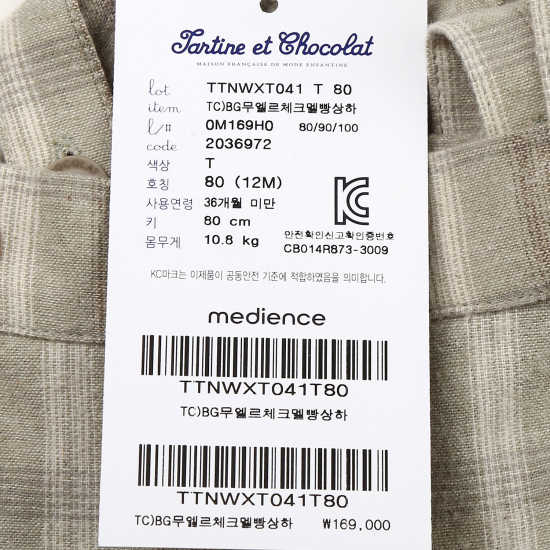 Tartine et Chocolat
MAISON FRANÇAISE DE MODE ENFANTINE
lot TTNWXT041 T 80
item TC)BG무엘르체크멜빵상하
l/# 0M169H0 80/90/100
code 2036972
색상 T
호칭 80 (12M)
사용연령 36개월 미만
키 80 cm
몸무게 10.8 kg
안전확인신고확인증번호
CB014R873-3009
KC마크는 이제품이 공통안전 기준에 적합하였음을 의미합니다.
medience
TTNWXT041T80
TC)BG무엘르체크멜빵상하
TTNWXT041T80
TC)BG무엘르체크멜빵상하 ₩169,000